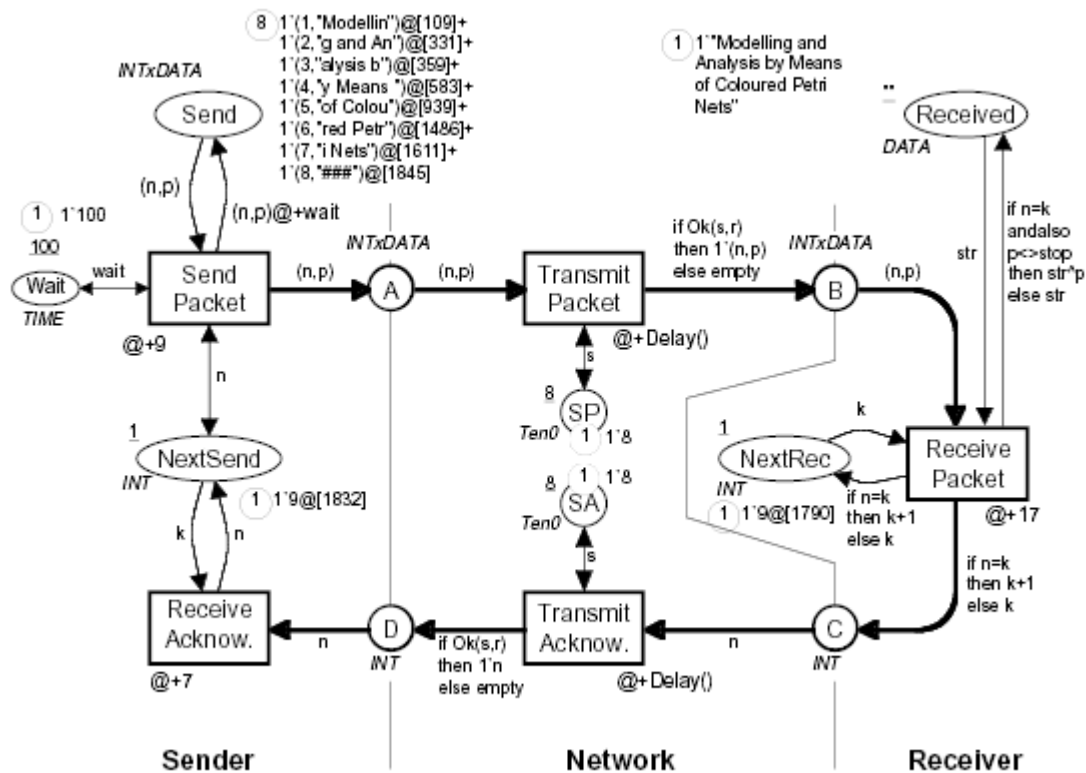 8 1`(1,"Modellin")@[109]+
1`(2,"g and An")@[331]+
1`(3,"alysis b")@[359]+
1`(4,"y Means ")@[583]+
1`(5,"of Colou")@[939]+
1`(6,"red Petr")@[1486]+
1`(7,"i Nets")@[1611]+
1`(8,"###")@[1845]
1 1`"Modelling and
Analysis by Means
of Coloured Petri
Nets"
INTxDATA
Send
""
Received
DATA
(n,p)
(n,p)@+wait
1 1`100
100
wait
Wait
TIME
Send
Packet
@+9
(n,p)
INTxDATA
A
(n,p)
Transmit
Packet
@+Delay()
if Ok(s,r)
then 1`(n,p)
else empty
INTxDATA
B
(n,p)
str
if n=k
andalso
p<>stop
then str^p
else str
n
s
8
SP
Ten0
1 1`8
1
NextSend
INT
1 1`9@[1832]
1 1`8
8
SA
Ten0
s
1
NextRec
INT
1 1`9@[1790]
k
if n=k
then k+1
else k
Receive
Packet
@+17
k
n
Receive
Acknow.
@+7
n
D
INT
if Ok(s,r)
then 1`n
else empty
Transmit
Acknow.
@+Delay()
n
C
INT
if n=k
then k+1
else k
Sender
Network
Receiver